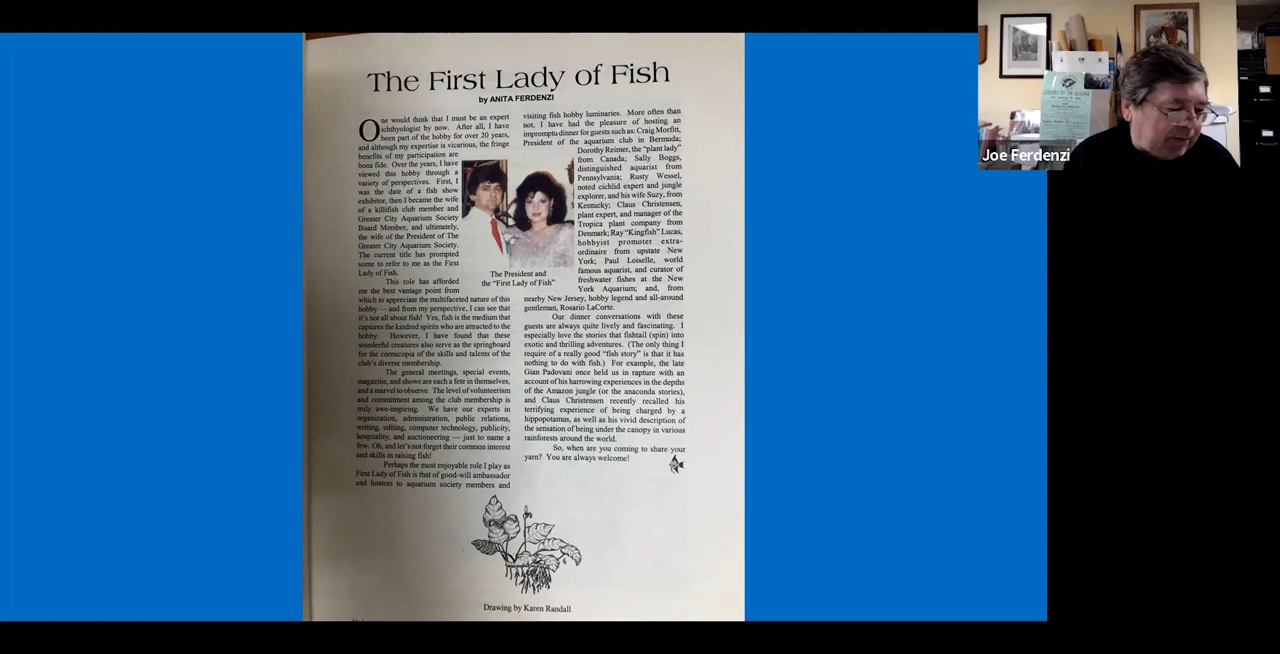 The First Lady of Fish
by ANITA FERDENZI
One would think that I must be an expert
ichthyologist by now. After all, I have
been part of the hobby for over 20 years,
and although my expertise is vicarious, the fringe
benefits of my participation are
bona fide. Over the years, I have
viewed this hobby through a
variety of perspectives. First, I
was the date of a fish show
exhibitor, then I became the wife
of a killifish club member and
Greater City Aquarium Society
Board Member, and ultimately,
the wife of the President of The
Greater City Aquarium Society.
The current title has prompted
some to refer to me as the First
Lady of Fish.
This role has afforded
me the best vantage point from
which to appreciate the multifaceted nature of this
hobby — and from my perspective, I can see that
it's not all about fish! Yes, fish is the medium that
captures the kindred spirits who are attracted to the
hobby. However, I have found that these
wonderful creatures also serve as the springboard
for the cornucopia of the skills and talents of the
club's diverse membership.
The general meetings, special events,
magazine, and shows are each a fete in themselves,
and a marvel to observe. The level of volunteerism
and commitment among the club membership is
truly awe-inspiring. We have our experts in
organization, administration, public relations,
writing, editing, computer technology, publicity,
hospitality, and auctioneering — just to name a
few. Oh, and let's not forget their common interest
and skills in raising fish!
Perhaps the most enjoyable role I play as
First Lady of Fish is that of good-will ambassador
and hostess to aquarium society members and
visiting fish hobby luminaries. More often than
not, I have had the pleasure of hosting an
impromptu dinner for guests such as: Craig Morfitt,
President of the aquarium club in Bermuda;
Dorothy Reimer, the "plant lady"
from Canada; Sally Boggs,
distinguished aquarist from
Pennsylvania; Rusty Wessel,
noted cichlid expert and jungle
explorer, and his wife Suzy, from
Kentucky; Claus Christensen,
plant expert, and manager of the
Tropica plant company from
Denmark; Ray "Kingfish" Lucas,
hobbyist promoter extra-
ordinaire from upstate New
York; Paul Loiselle, world
famous aquarist, and curator of
freshwater fishes at the New
York Aquarium; and, from
nearby New Jersey, hobby legend and all-around
gentleman, Rosario LaCorte.
Our dinner conversations with these
guests are always quite lively and fascinating. I
especially love the stories that fishtail (spin) into
exotic and thrilling adventures. (The only thing I
require of a really good "fish story" is that it has
nothing to do with fish.) For example, the late
Gian Padovani once held us in rapture with an
account of his harrowing experiences in the depths
of the Amazon jungle (or the anaconda stories),
and Claus Christensen recently recalled his
terrifying experience of being charged by a
hippopotamus, as well as his vivid description of
the sensation of being under the canopy in various
rainforests around the world.
So, when are you coming to share your
yarn? You are always welcome!
The President and
the "First Lady of Fish"
Drawing by Karen Randall
Joe Ferdenzi